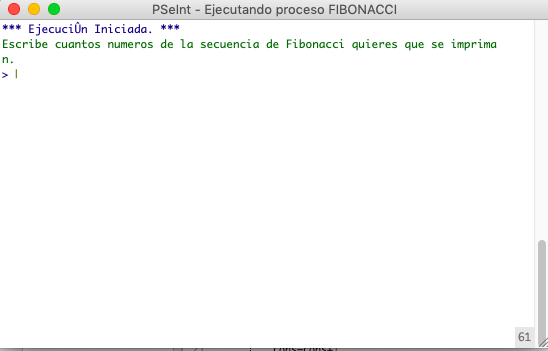 PSeInt - Ejecutando proceso FIBONACCI
*** EjecuciÛn Iniciada. ***
Escribe cuantos numeros de la secuencia de Fibonacci quieres que se imprima
n.
>
61